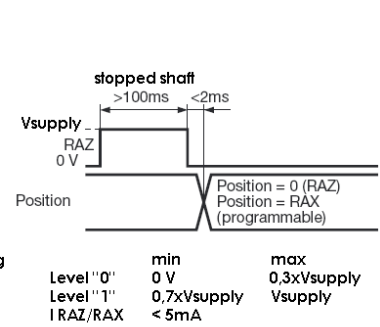 stopped shaft
>100ms <2ms
Vsupply
RAZ
0 V
Position
Position = 0 (RAZ)
Position = RAX
(programmable)
g
min max
Level "0" 0 V 0,3xVsupply
Level "1" 0,7xVsupply Vsupply
I RAZ/RAX < 5mA